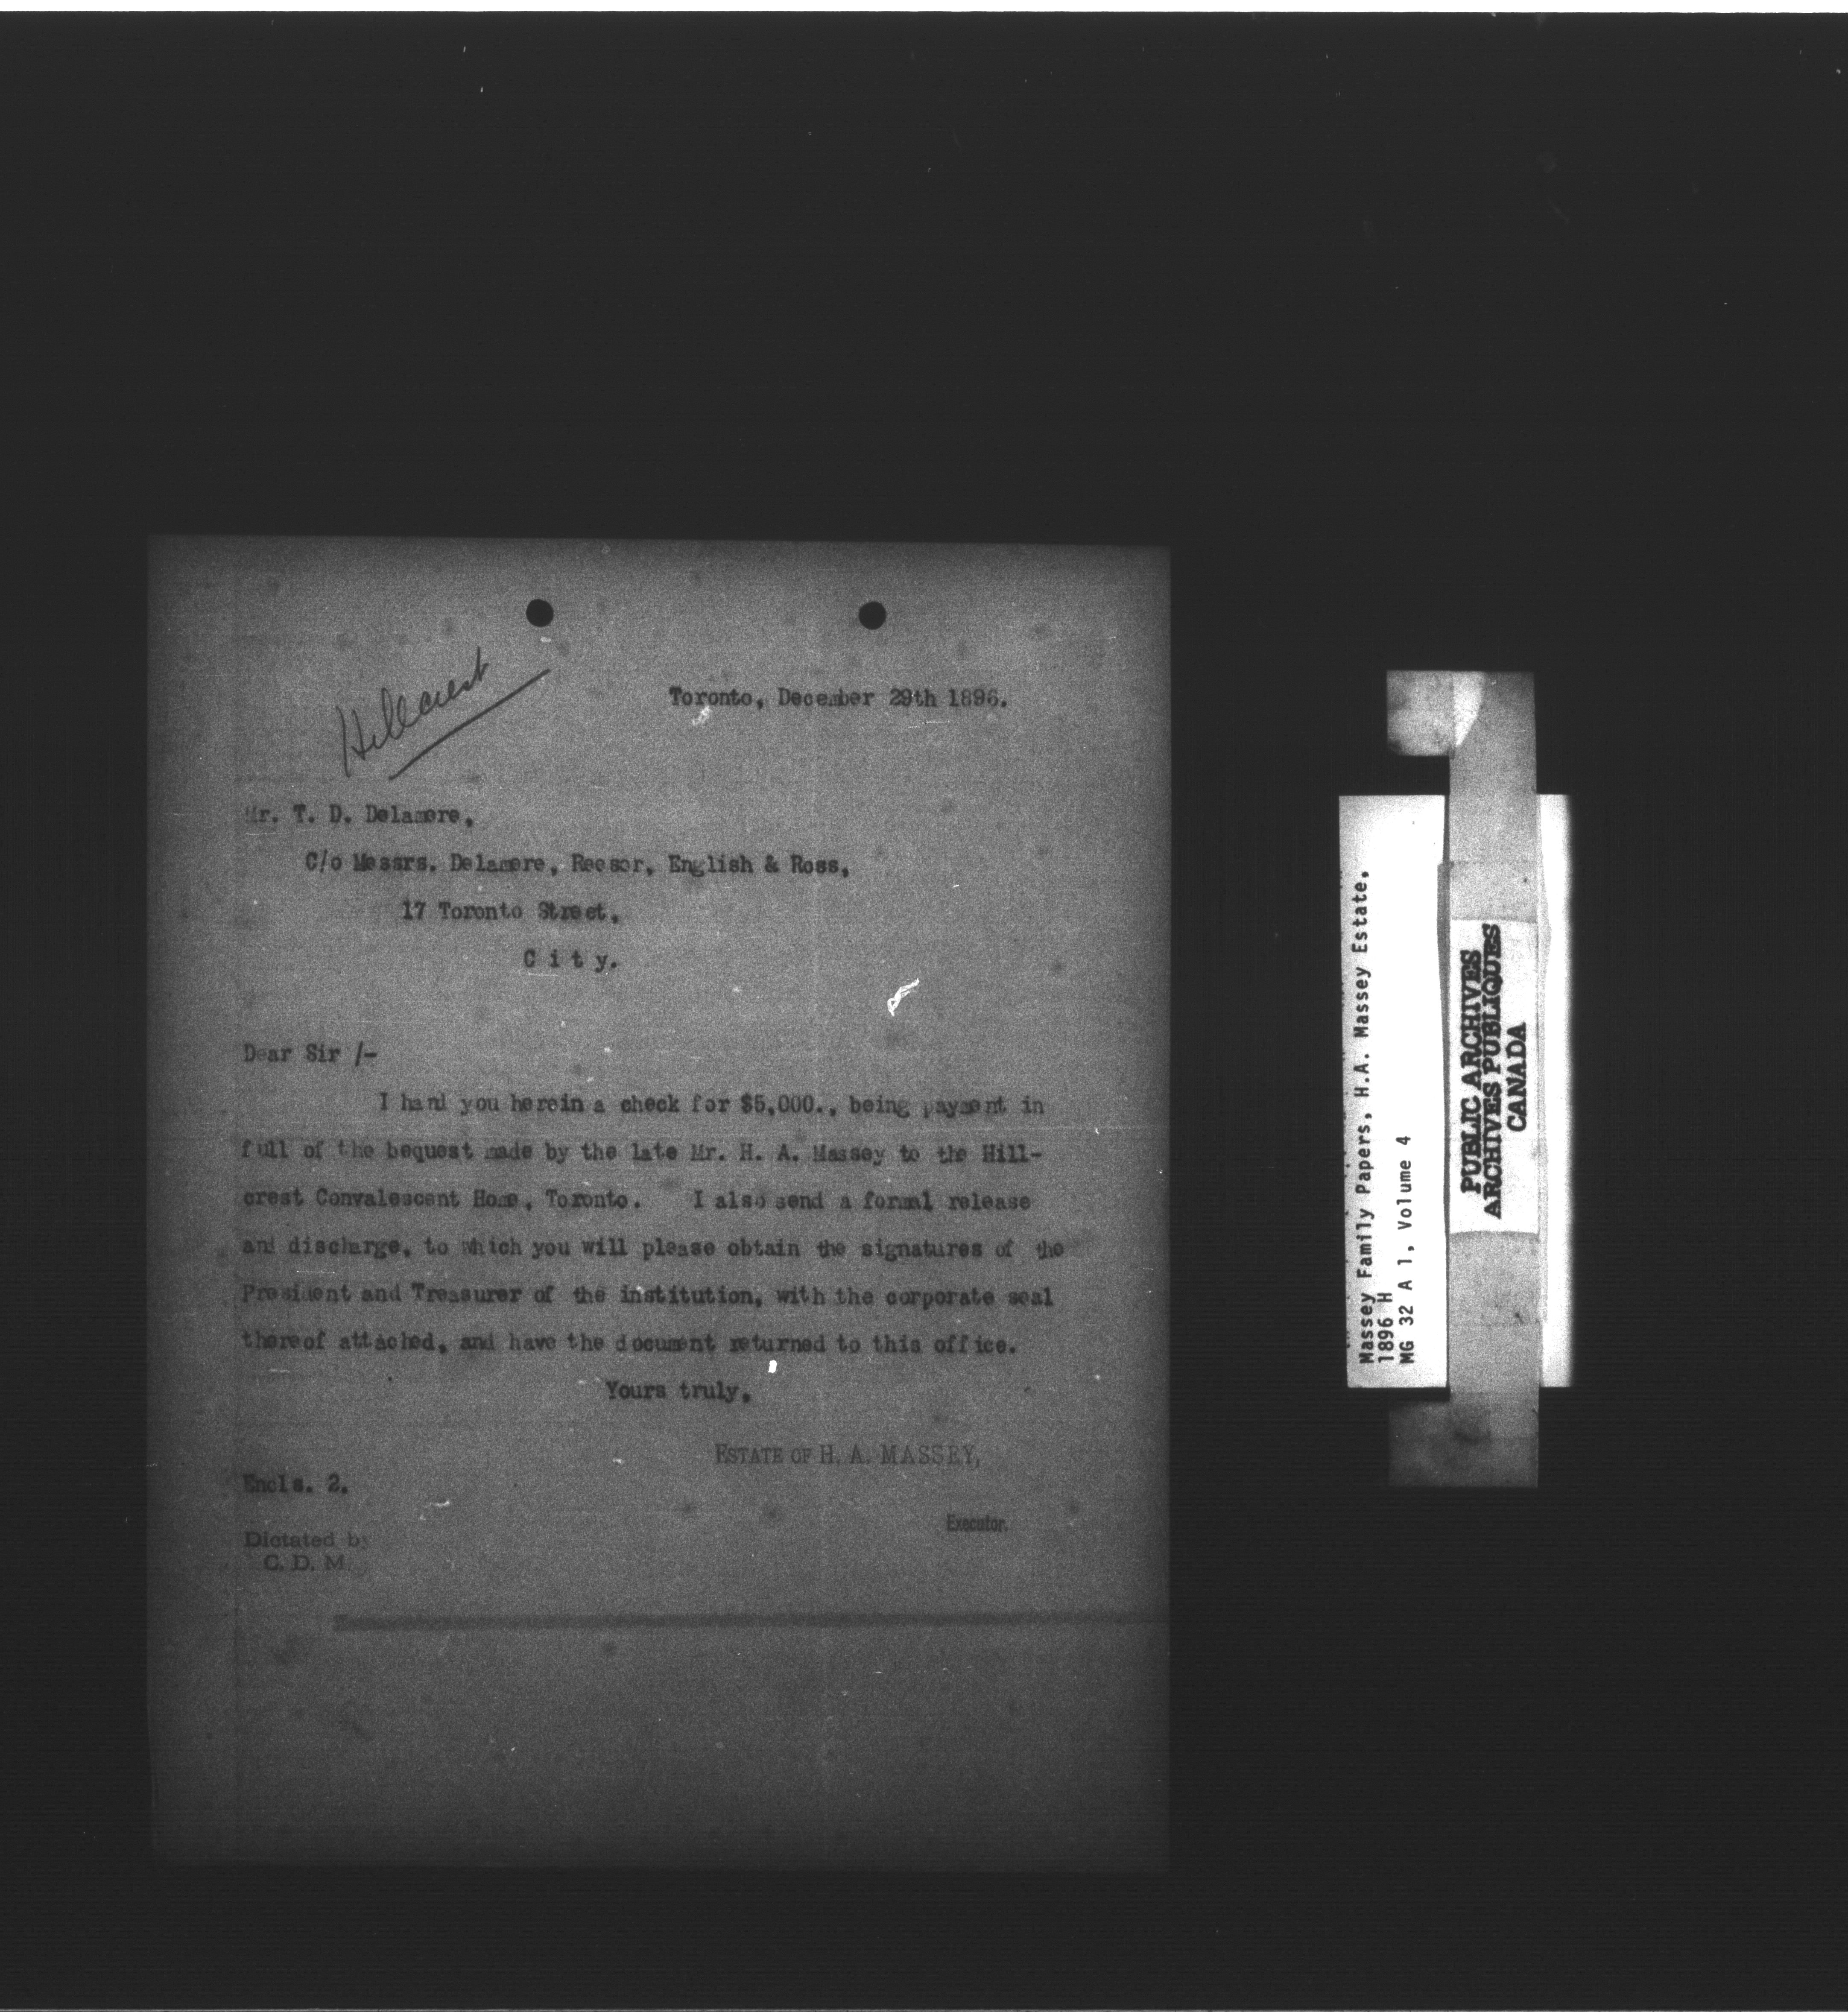 Hillcrest
Toronto, December 29th 1896.
Mr. T. D. Delamere,
C/o Messrs. Delamere, Reesor, English & Ross,
17 Toronto Street,
C i t y.
Dear Sir /-
I hand you herein a check for $5,000., being payment in
full of the bequest made by the late Mr. H. A. Massey to the Hill-
crest Convalescent Home, Toronto. I also send a formal release
and discharge, to which you will please obtain the signatures of the
President and Treasurer of the institution, with the corporate seal
thereof attached, and have the document returned to this office.
Yours truly,
ESTATE OF H. A. MASSEY,
Encls. 2.
Executor.
Dictated by
C. D. M.
Massey Family Papers, H.A. Massey Estate,
1896 H
MG 32 A 1, Volume 4
PUBLIC ARCHIVES
ARCHIVES PUBLIQUES
CANADA